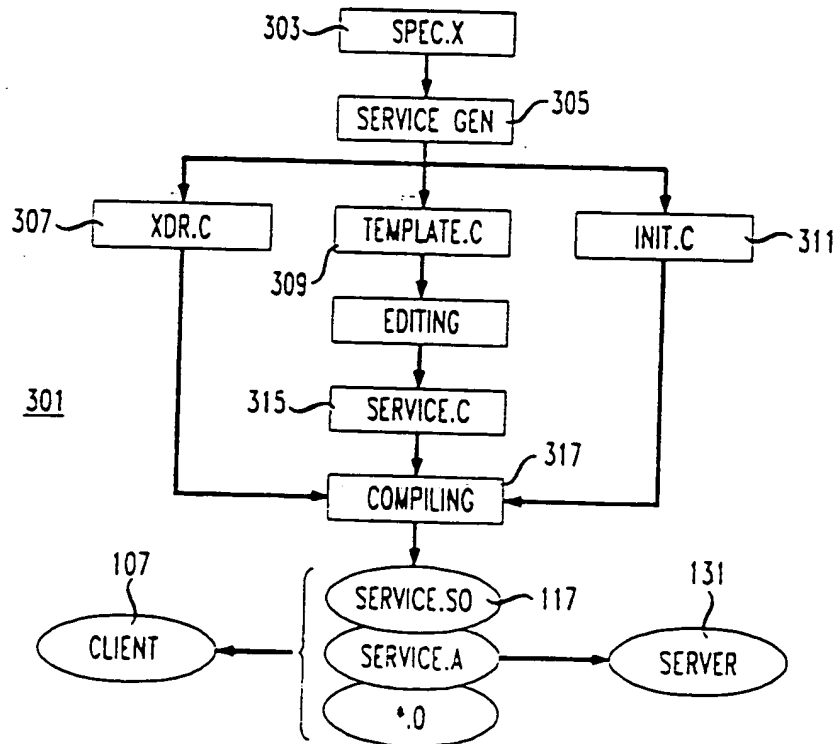 303
SPEC.X
SERVICE GEN
305
307
XDR.C
TEMPLATE.C
309
INIT.C
311
EDITING
301
315
SERVICE.C
317
COMPILING
107
CLIENT
SERVICE.SO
117
SERVICE.A
*.O
131
SERVER